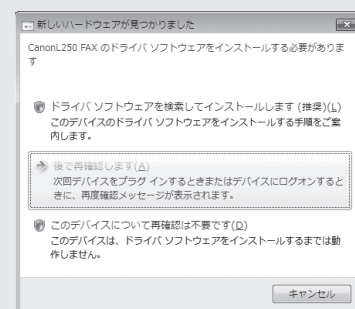 新しいハードウェアが見つかりました
CanonL250 FAX のドライバ ソフトウェアをインストールする必要がありま
す
ドライバ ソフトウェアを検索してインストールします (推奨)(L)
このデバイスのドライバ ソフトウェアをインストールする手順をご案
内します。
後で再確認します(A)
次回デバイスをプラグ インするときまたはデバイスにログオンすると
きに、再度確認メッセージが表示されます。
このデバイスについて再確認は不要です(D)
このデバイスは、ドライバ ソフトウェアをインストールするまでは動
作しません。
キャンセル